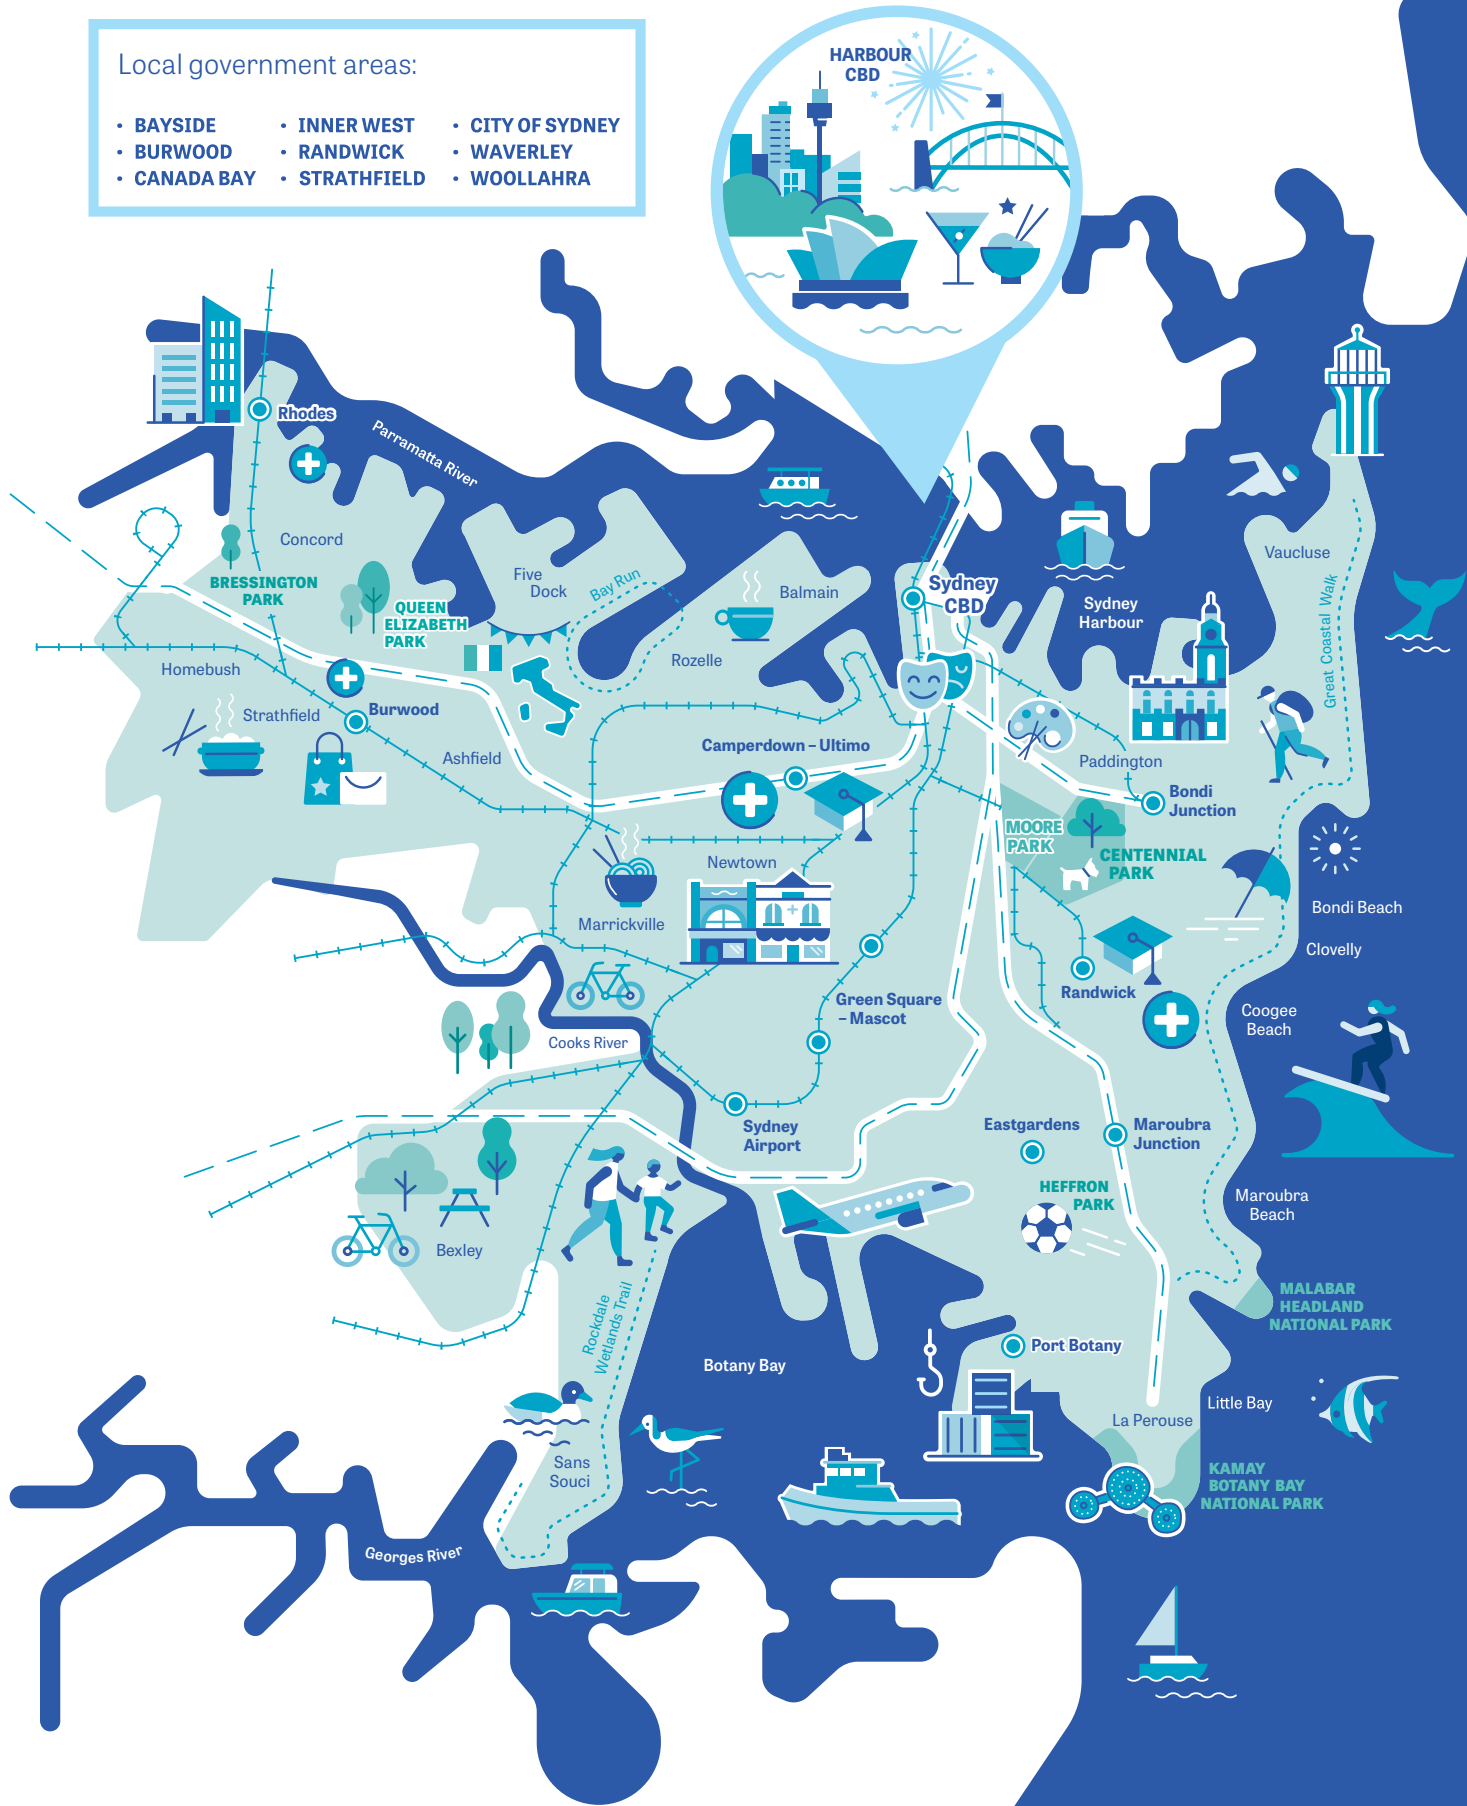 Local government areas:
• BAYSIDE
• BURWOOD
• CANADA BAY
• INNER WEST
• RANDWICK
• STRATHFIELD
• CITY OF SYDNEY
• WAVERLEY
• WOOLLAHRA
HARBOUR
CBD
Rhodes
Parramatta River
Concord
BRESSINGTON
PARK
QUEEN
ELIZABETH
PARK
Five
Dock
Bay Run
Balmain
Rozelle
Sydney
CBD
Sydney
Harbour
Vaucluse
Great Coastal Walk
Homebush
Strathfield
Burwood
Ashfield
Camperdown – Ultimo
Paddington
Bondi
Junction
MOORE
PARK
CENTENNIAL
PARK
Newtown
Marrickville
Bondi Beach
Clovelly
Randwick
Green Square
– Mascot
Coogee
Beach
Cooks River
Sydney
Airport
Eastgardens
Maroubra
Junction
HEFFRON
PARK
Maroubra
Beach
Bexley
Rockdale
Wetlands Trail
MALABAR
HEADLAND
NATIONAL PARK
Botany Bay
Port Botany
Little Bay
La Perouse
Sans
Souci
KAMAY
BOTANY BAY
NATIONAL PARK
Georges River